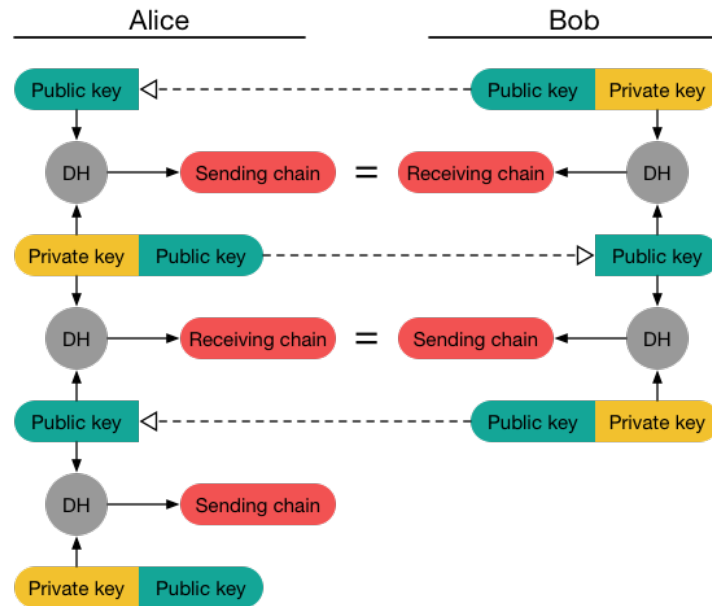 Alice
Bob
Public key
Public key
Private key
DH
Sending chain
=
Receiving chain
DH
Private key
Public key
Public key
DH
Receiving chain
=
Sending chain
DH
Public key
Public key
Private key
DH
Sending chain
Private key
Public key